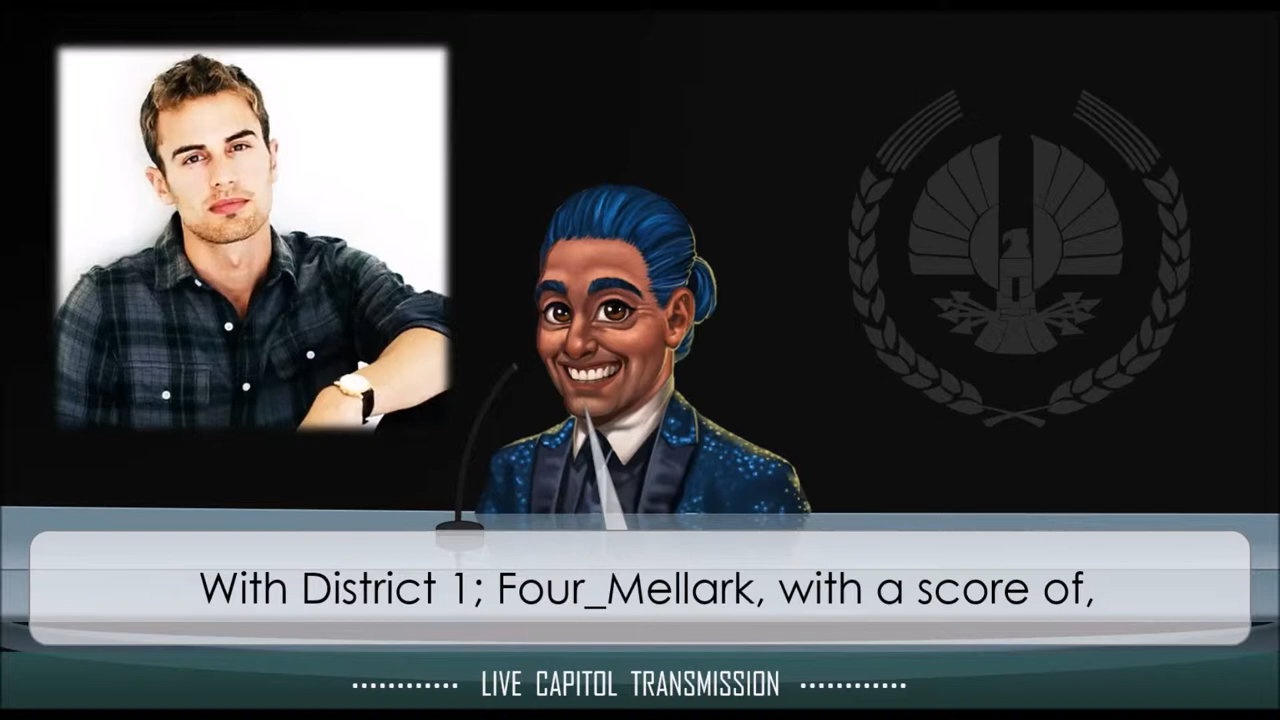 With District 1; Four_Mellark, with a score of,
LIVE CAPITOL TRANSMISSION